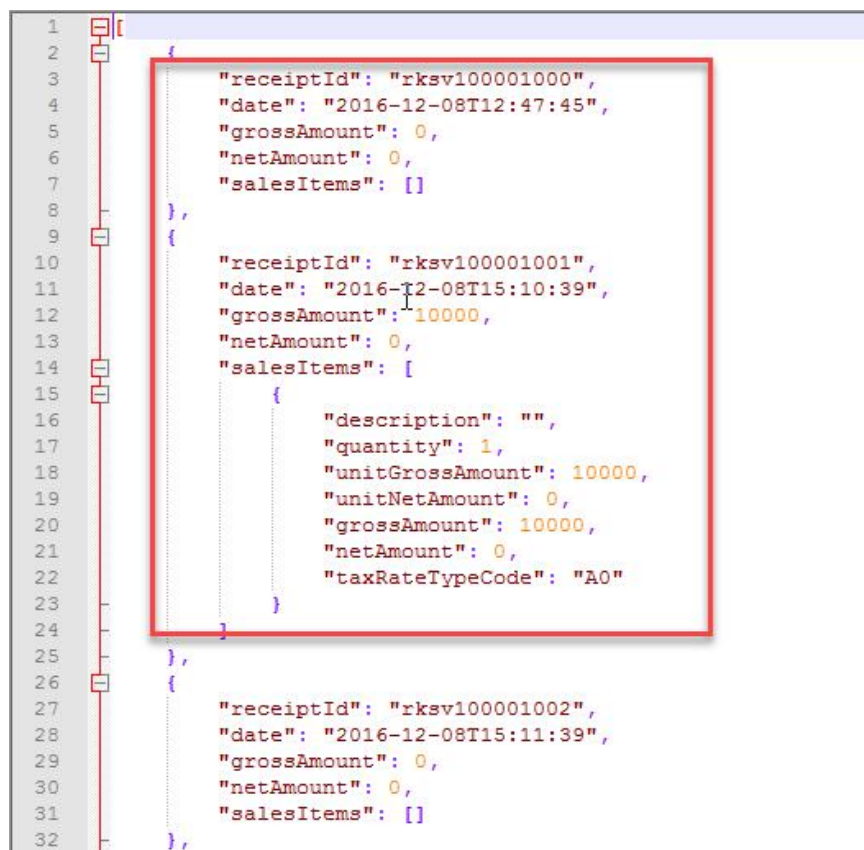 1 [
2 {
3 "receiptId": "rksv100001000",
4 "date": "2016-12-08T12:47:45",
5 "grossAmount": 0,
6 "netAmount": 0,
7 "salesItems": []
8 },
9 {
10 "receiptId": "rksv100001001",
11 "date": "2016-12-08T15:10:39",
12 "grossAmount": 10000,
13 "netAmount": 0,
14 "salesItems": [
15 {
16 "description": "",
17 "quantity": 1,
18 "unitGrossAmount": 10000,
19 "unitNetAmount": 0,
20 "grossAmount": 10000,
21 "netAmount": 0,
22 "taxRateTypeCode": "A0"
23 }
24 ]
25 },
26 {
27 "receiptId": "rksv100001002",
28 "date": "2016-12-08T15:11:39",
29 "grossAmount": 0,
30 "netAmount": 0,
31 "salesItems": []
32 },